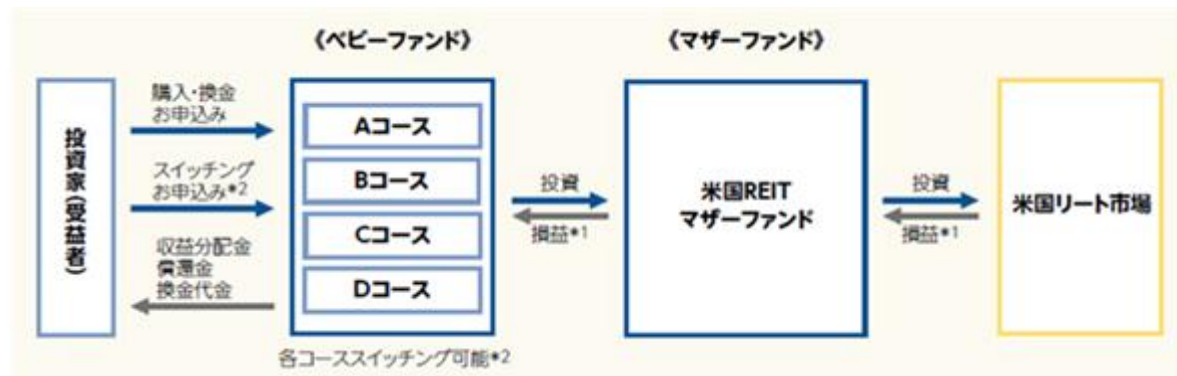 《ベビーファンド》
《マザーファンド》
投資家(受益者)
購入・換金
お申込み
スイッチング
お申込み*2
収益分配金
償還金
換金代金
Aコース
Bコース
Cコース
Dコース
各コーススイッチング可能*2
投資
損益*1
米国REIT
マザーファンド
投資
損益*1
米国リート市場